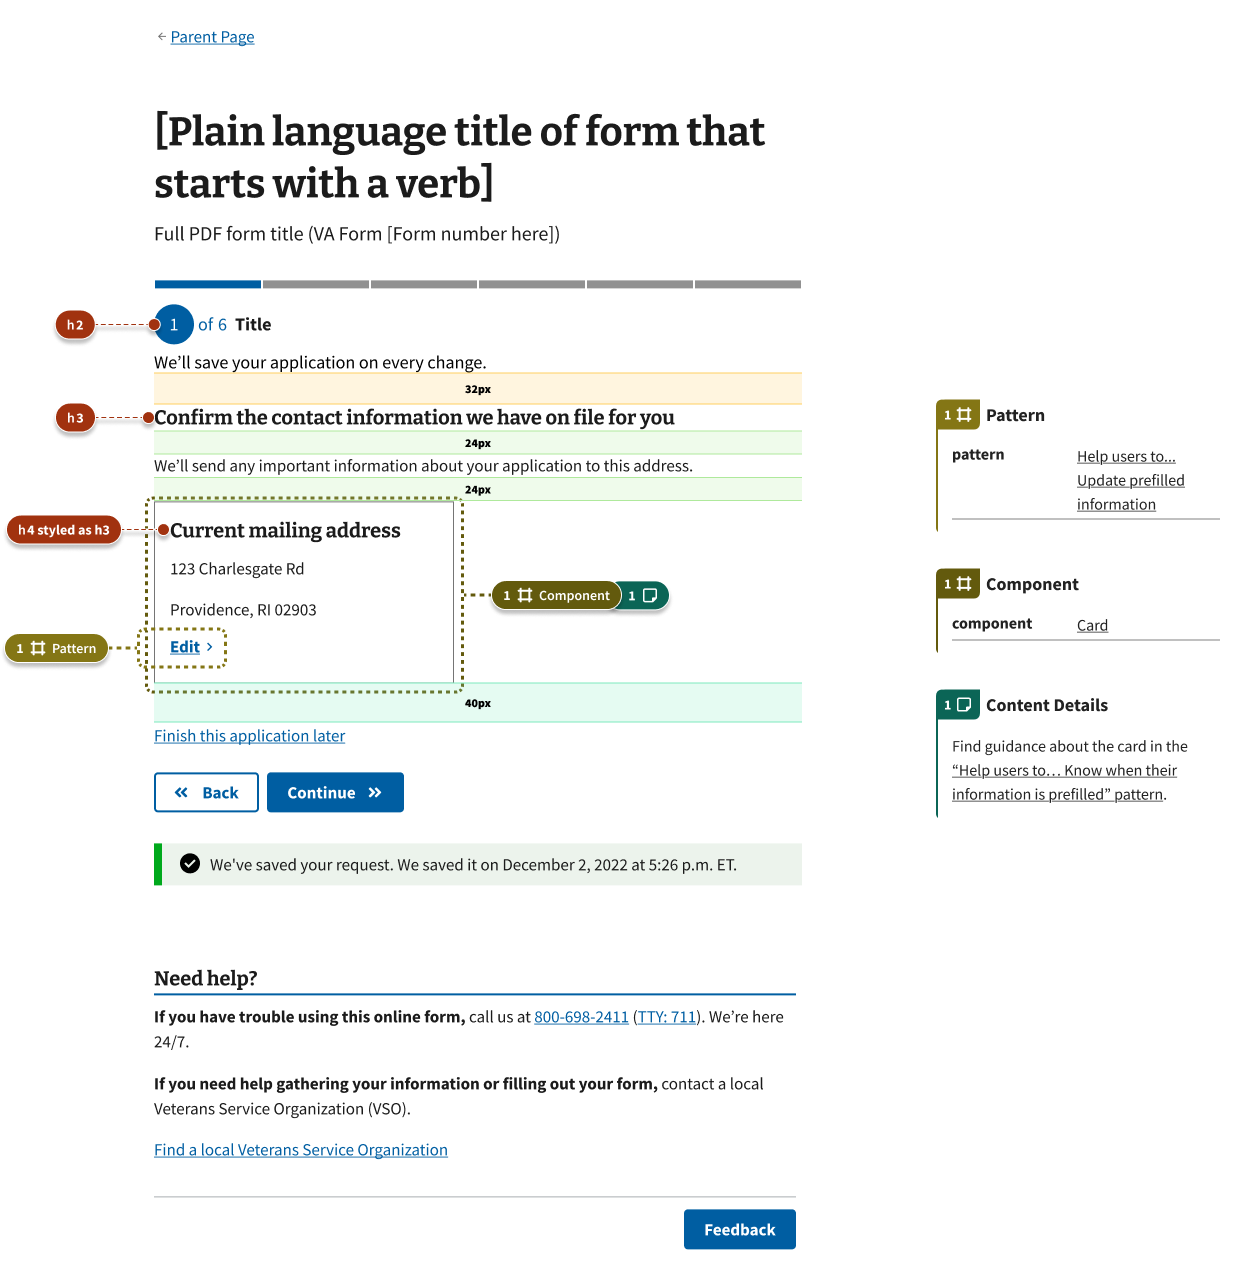 Parent Page
[Plain language title of form that
starts with a verb]
Full PDF form title (VA Form [Form number here])
h2
1 of 6 Title
We’ll save your application on every change.
32px
h3
Confirm the contact information we have on file for you
24px
We’ll send any important information about your application to this address.
24px
h4 styled as h3
Current mailing address
123 Charlesgate Rd
Providence, RI 02903
1 Component 1
1 Pattern
Edit
40px
Finish this application later
Back
Continue
We've saved your request. We saved it on December 2, 2022 at 5:26 p.m. ET.
Need help?
If you have trouble using this online form, call us at 800-698-2411 (TTY: 711). We’re here
24/7.
If you need help gathering your information or filling out your form, contact a local
Veterans Service Organization (VSO).
Find a local Veterans Service Organization
Feedback
1 Pattern
pattern
Help users to...
Update prefilled
information
1 Component
component
Card
1 Content Details
Find guidance about the card in the
“Help users to… Know when their
information is prefilled” pattern.